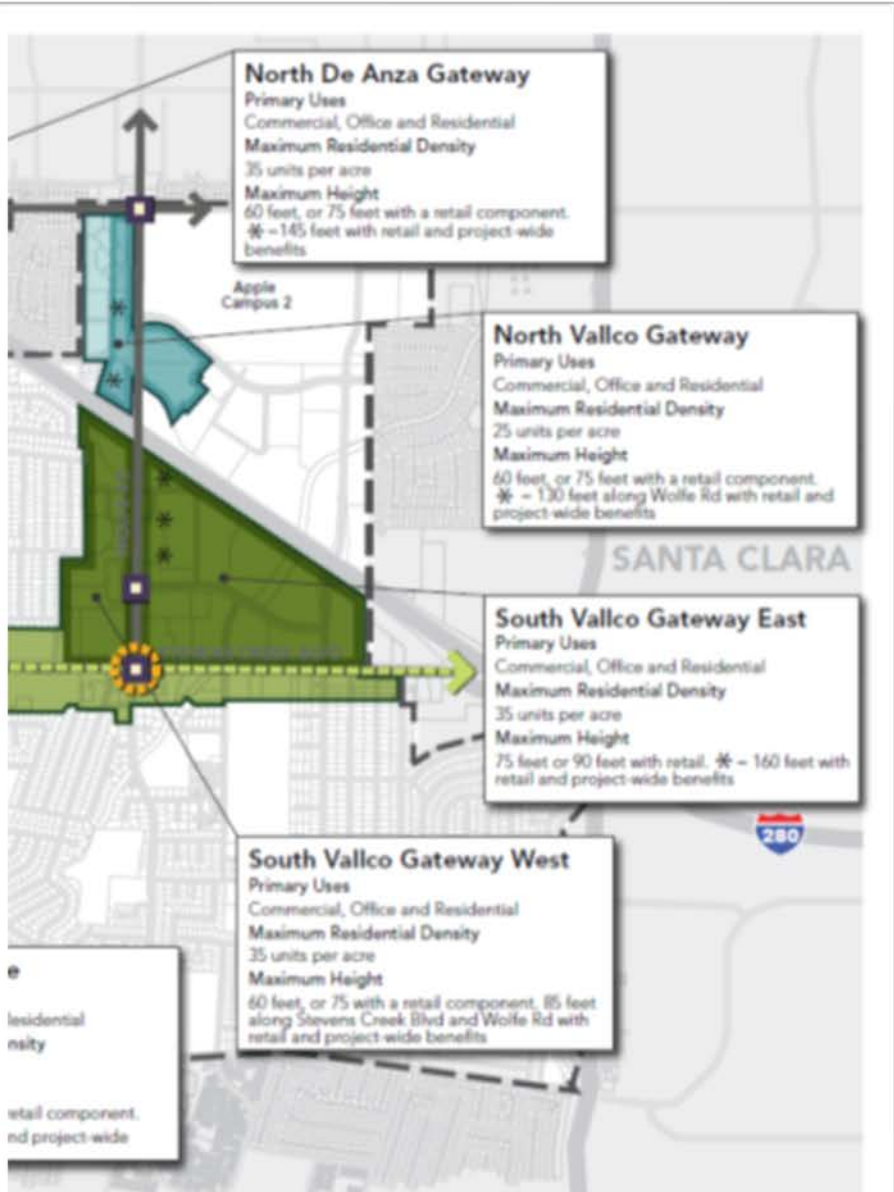 North De Anza Gateway
Primary Uses
Commercial, Office and Residential
Maximum Residential Density
35 units per acre
Maximum Height
60 feet, or 75 feet with a retail component.
* –145 feet with retail and project-wide
benefits
Apple
Campus 2
North Vallco Gateway
Primary Uses
Commercial, Office and Residential
Maximum Residential Density
25 units per acre
Maximum Height
60 feet, or 75 feet with a retail component.
* – 130 feet along Wolfe Rd with retail and
project-wide benefits
SANTA CLARA
South Vallco Gateway East
Primary Uses
Commercial, Office and Residential
Maximum Residential Density
35 units per acre
Maximum Height
75 feet or 90 feet with retail. * – 160 feet with
retail and project-wide benefits
280
South Vallco Gateway West
Primary Uses
Commercial, Office and Residential
Maximum Residential Density
35 units per acre
Maximum Height
60 feet, or 75 with a retail component, 85 feet
along Stevens Creek Blvd and Wolfe Rd with
retail and project-wide benefits
e
esidential
nsity
etail component.
nd project-wide